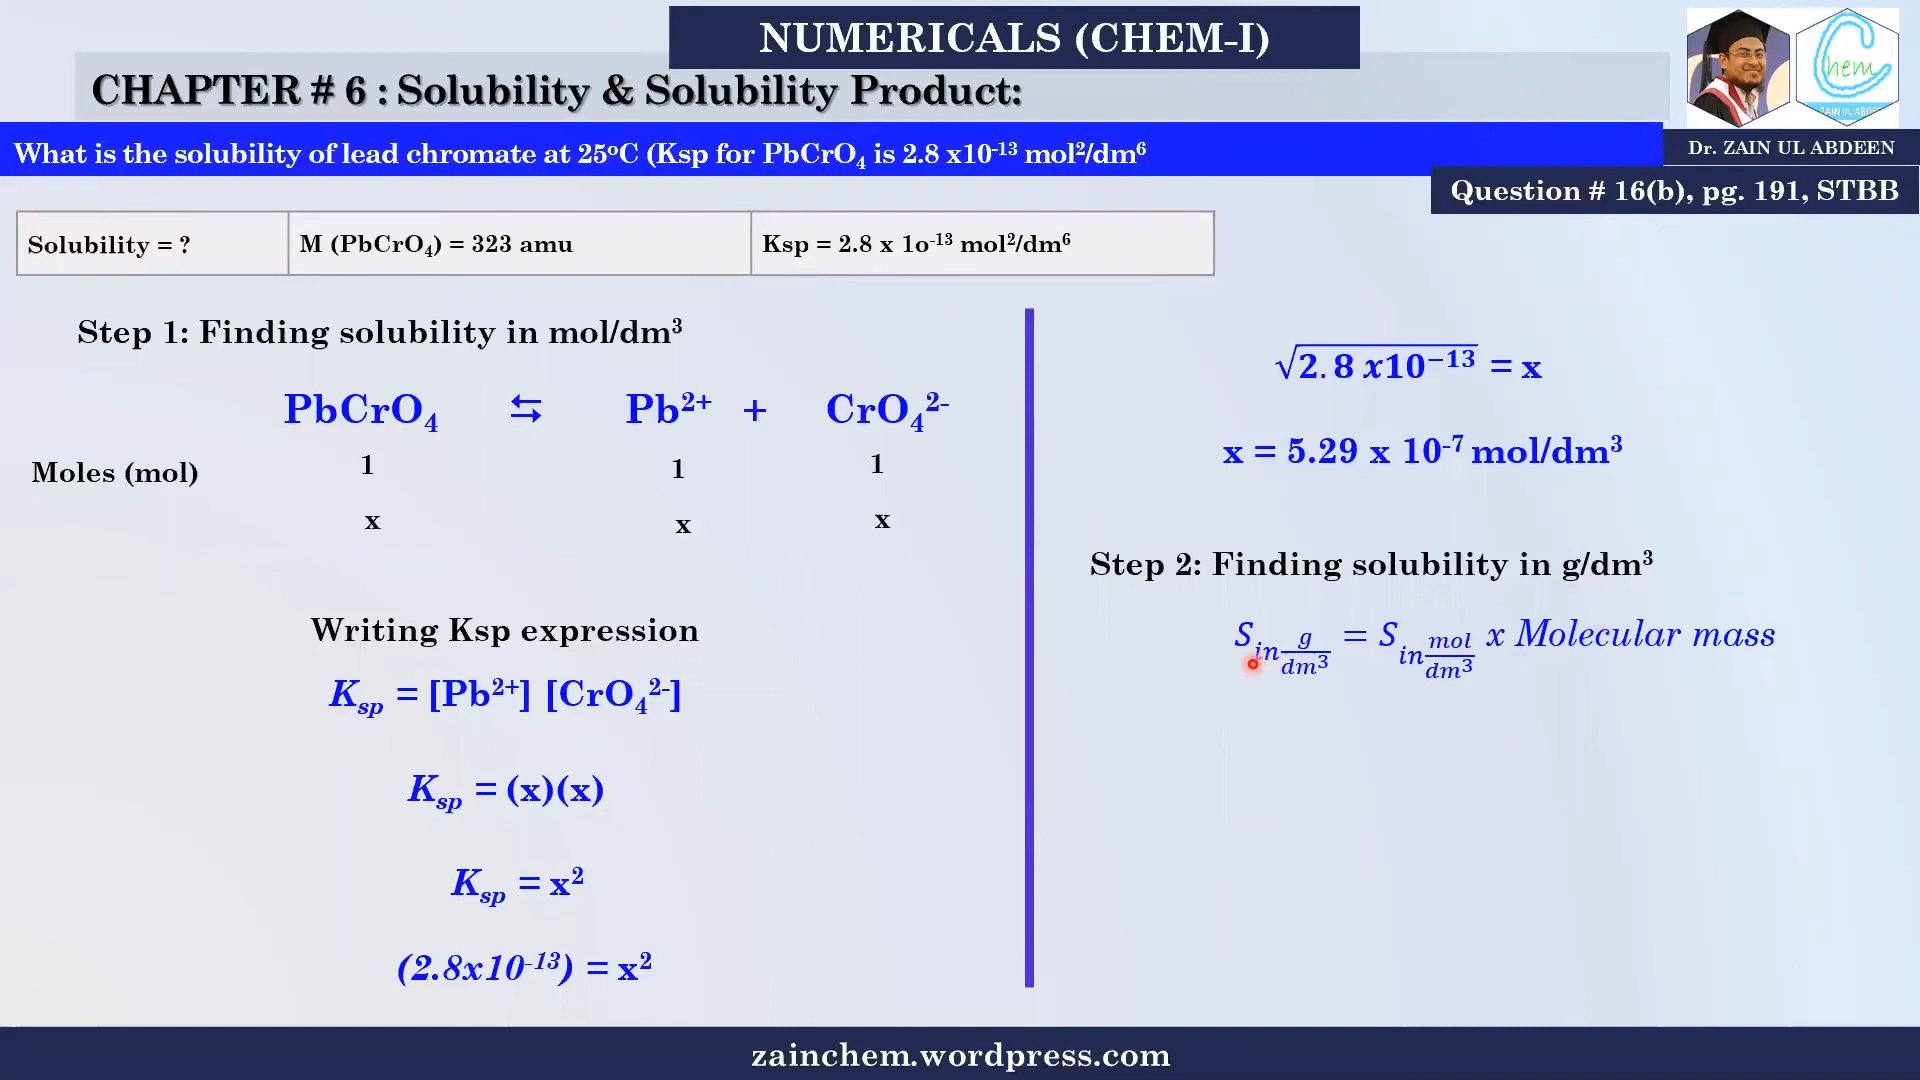 NUMERICALS (CHEM-I)
CHAPTER # 6 : Solubility & Solubility Product:
Chem
ZAIN UL ABDEEN
What is the solubility of lead chromate at 25ᵒC (Ksp for PbCrO₄ is 2.8 x10⁻¹³ mol²/dm⁶
Dr. ZAIN UL ABDEEN
Question # 16(b), pg. 191, STBB
Solubility = ? M (PbCrO₄) = 323 amu Ksp = 2.8 x 1o⁻¹³ mol²/dm⁶
Step 1: Finding solubility in mol/dm³
PbCrO₄ ⇆ Pb²⁺ + CrO₄²⁻
Moles (mol) 1 1 1
x x x
Writing Ksp expression
Kₛₚ = [Pb²⁺] [CrO₄²⁻]
Kₛₚ = (x)(x)
Kₛₚ = x²
(2.8x10⁻¹³) = x²
√2.8 x10⁻¹³ = x
x = 5.29 x 10⁻⁷ mol/dm³
Step 2: Finding solubility in g/dm³
S in g/dm³ = S in mol/dm³ x Molecular mass
zainchem.wordpress.com